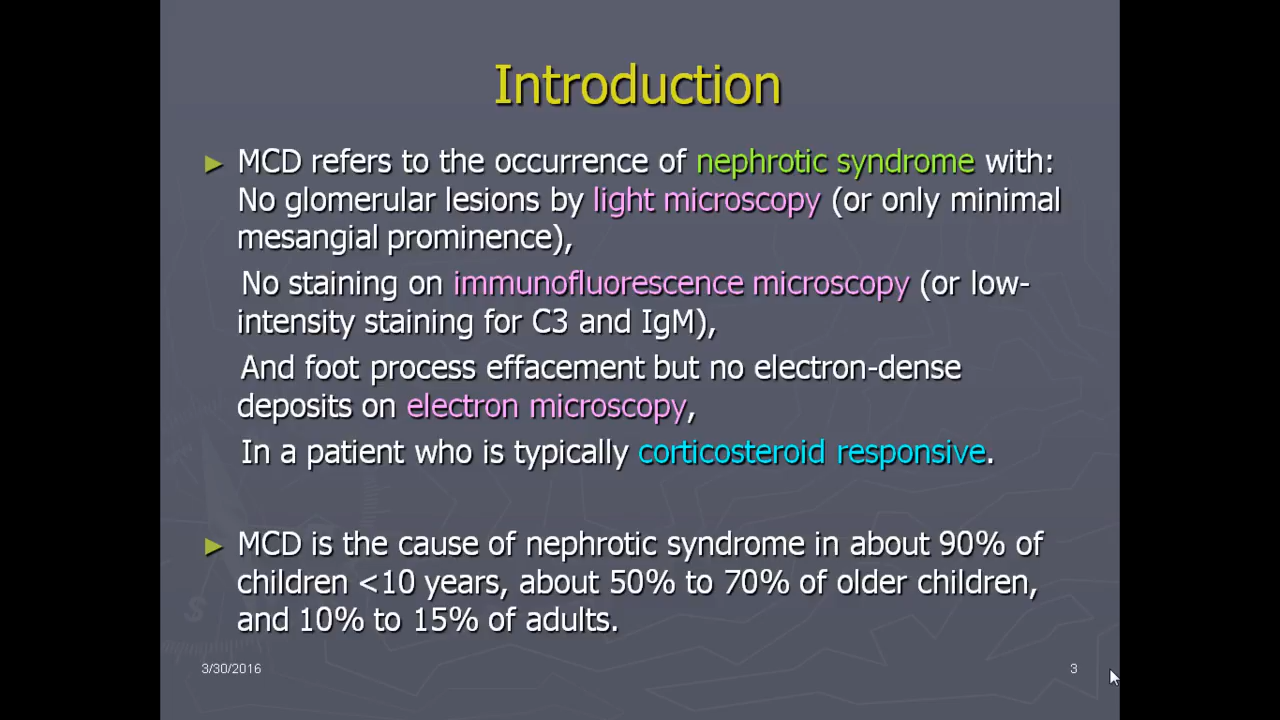 Introduction
MCD refers to the occurrence of nephrotic syndrome with:
No glomerular lesions by light microscopy (or only minimal
mesangial prominence),
No staining on immunofluorescence microscopy (or low-
intensity staining for C3 and IgM),
And foot process effacement but no electron-dense
deposits on electron microscopy,
In a patient who is typically corticosteroid responsive.
MCD is the cause of nephrotic syndrome in about 90% of
children <10 years, about 50% to 70% of older children,
and 10% to 15% of adults.
3/30/2016
3
S